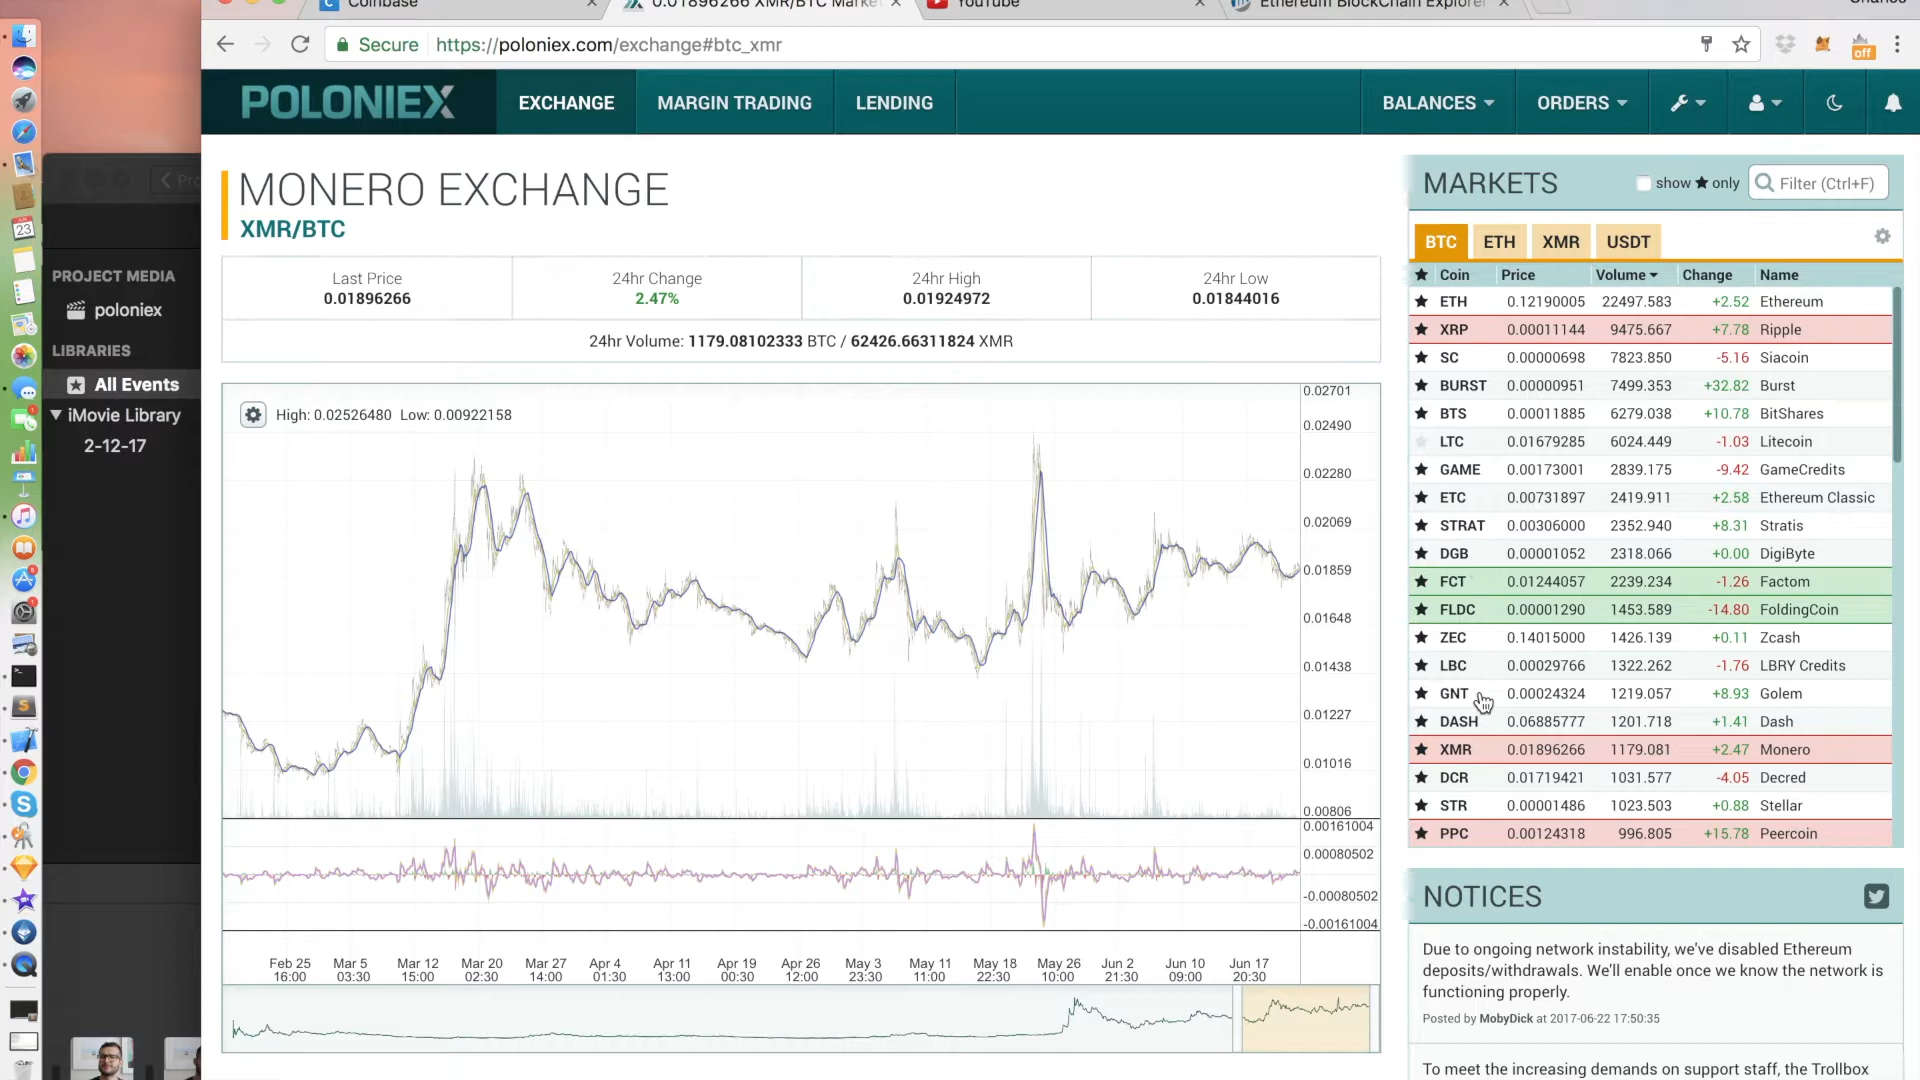 Coinbase
0.01896266 XMR/BTC Market
YouTube
Ethereum BlockChain Explorer
Secure
https://poloniex.com/exchange#btc_xmr
off
POLONIEX
EXCHANGE
MARGIN TRADING
LENDING
BALANCES
ORDERS
PROJECT MEDIA
poloniex
LIBRARIES
All Events
iMovie Library
2-12-17
MONERO EXCHANGE
XMR/BTC
Last Price
0.01896266
24hr Change
2.47%
24hr High
0.01924972
24hr Low
0.01844016
24hr Volume: 1179.08102333 BTC / 62426.66311824 XMR
High: 0.02526480 Low: 0.00922158
0.02701
0.02490
0.02280
0.02069
0.01859
0.01648
0.01438
0.01227
0.01016
0.00806
0.00161004
0.00080502
-0.00080502
-0.00161004
Feb 25 16:00
Mar 5 03:30
Mar 12 15:00
Mar 20 02:30
Mar 27 14:00
Apr 4 01:30
Apr 11 13:00
Apr 19 00:30
Apr 26 12:00
May 3 23:30
May 11 11:00
May 18 22:30
May 26 10:00
Jun 2 21:30
Jun 10 09:00
Jun 17 20:30
MARKETS
show ★ only
Filter (Ctrl+F)
BTC ETH XMR USDT
★ Coin Price Volume Change Name
★ ETH 0.12190005 22497.583 +2.52 Ethereum
★ XRP 0.00011144 9475.667 +7.78 Ripple
★ SC 0.00000698 7823.850 -5.16 Siacoin
★ BURST 0.00000951 7499.353 +32.82 Burst
★ BTS 0.00011885 6279.038 +10.78 BitShares
★ LTC 0.01679285 6024.449 -1.03 Litecoin
★ GAME 0.00173001 2839.175 -9.42 GameCredits
★ ETC 0.00731897 2419.911 +2.58 Ethereum Classic
★ STRAT 0.00306000 2352.940 +8.31 Stratis
★ DGB 0.00001052 2318.066 +0.00 DigiByte
★ FCT 0.01244057 2239.234 -1.26 Factom
★ FLDC 0.00001290 1453.589 -14.80 FoldingCoin
★ ZEC 0.14015000 1426.139 +0.11 Zcash
★ LBC 0.00029766 1322.262 -1.76 LBRY Credits
★ GNT 0.00024324 1219.057 +8.93 Golem
★ DASH 0.06885777 1201.718 +1.41 Dash
★ XMR 0.01896266 1179.081 +2.47 Monero
★ DCR 0.01719421 1031.577 -4.05 Decred
★ STR 0.00001486 1023.503 +0.88 Stellar
★ PPC 0.00124318 996.805 +15.78 Peercoin
NOTICES
Due to ongoing network instability, we've disabled Ethereum
deposits/withdrawals. We'll enable once we know the network is
functioning properly.
Posted by MobyDick at 2017-06-22 17:50:35
To meet the increasing demands on support staff, the Trollbox